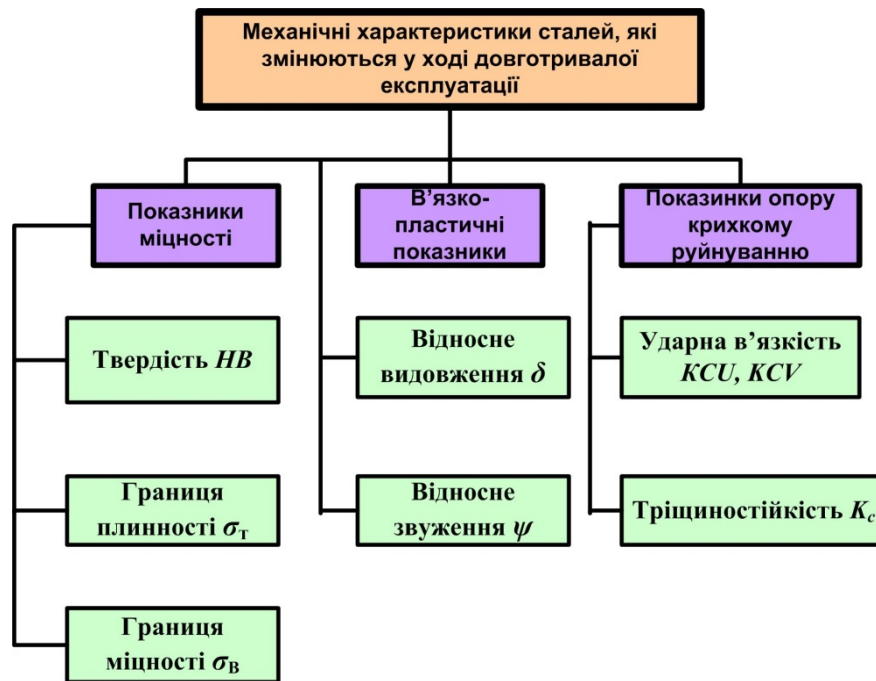 Механічні характеристики сталей, які
змінюються у ході довготривалої
експлуатації
Показники
міцності
В’язко-
пластичні
показники
Показинки опору
крихкому
руйнуванню
Твердість HB
Відносне
видовження δ
Ударна в’язкість
KCU, KCV
Границя
плинності σт
Відносне
звуження ψ
Тріщиностійкість Kc
Границя
міцності σВ